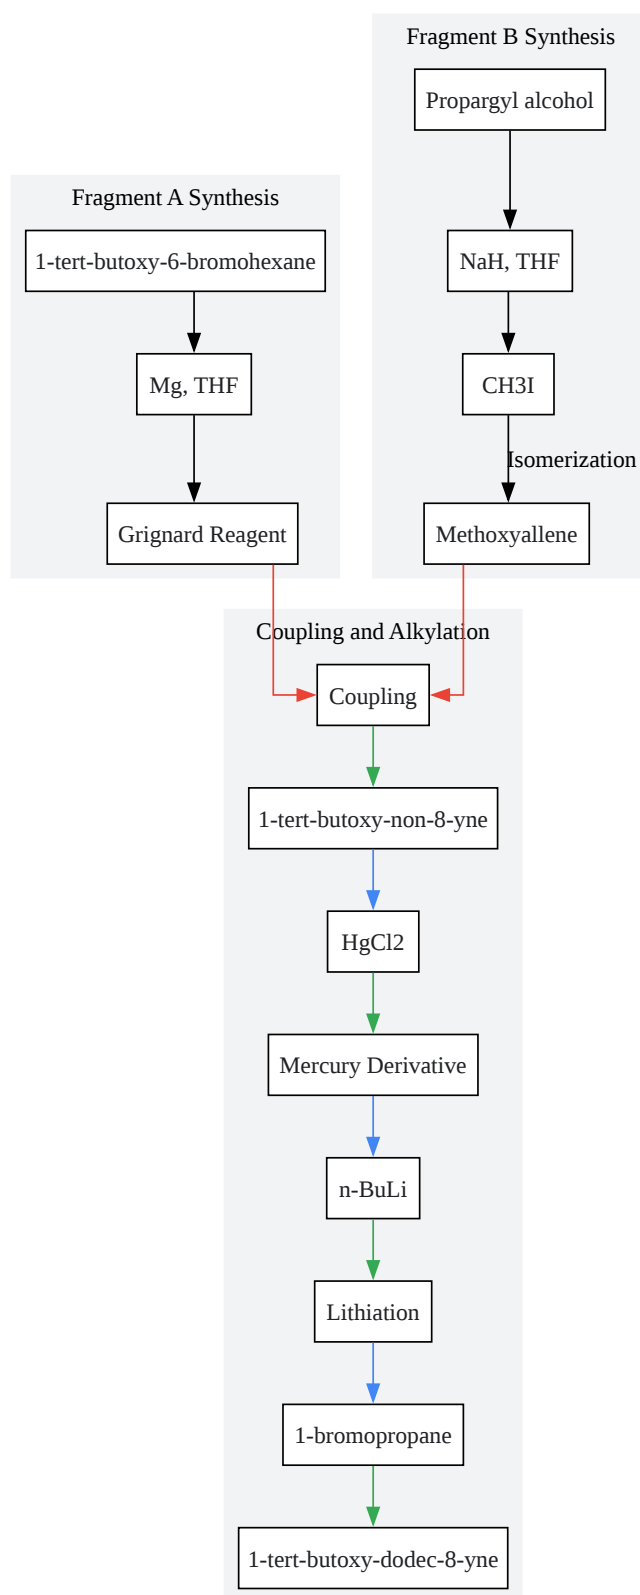 Fragment B Synthesis
Propargyl alcohol
Fragment A Synthesis
1-tert-butoxy-6-bromohexane
NaH, THF
Mg, THF
CH3I
Isomerization
Grignard Reagent
Methoxyallene
Coupling and Alkylation
Coupling
1-tert-butoxy-non-8-yne
HgCl2
Mercury Derivative
n-BuLi
Lithiation
1-bromopropane
1-tert-butoxy-dodec-8-yne